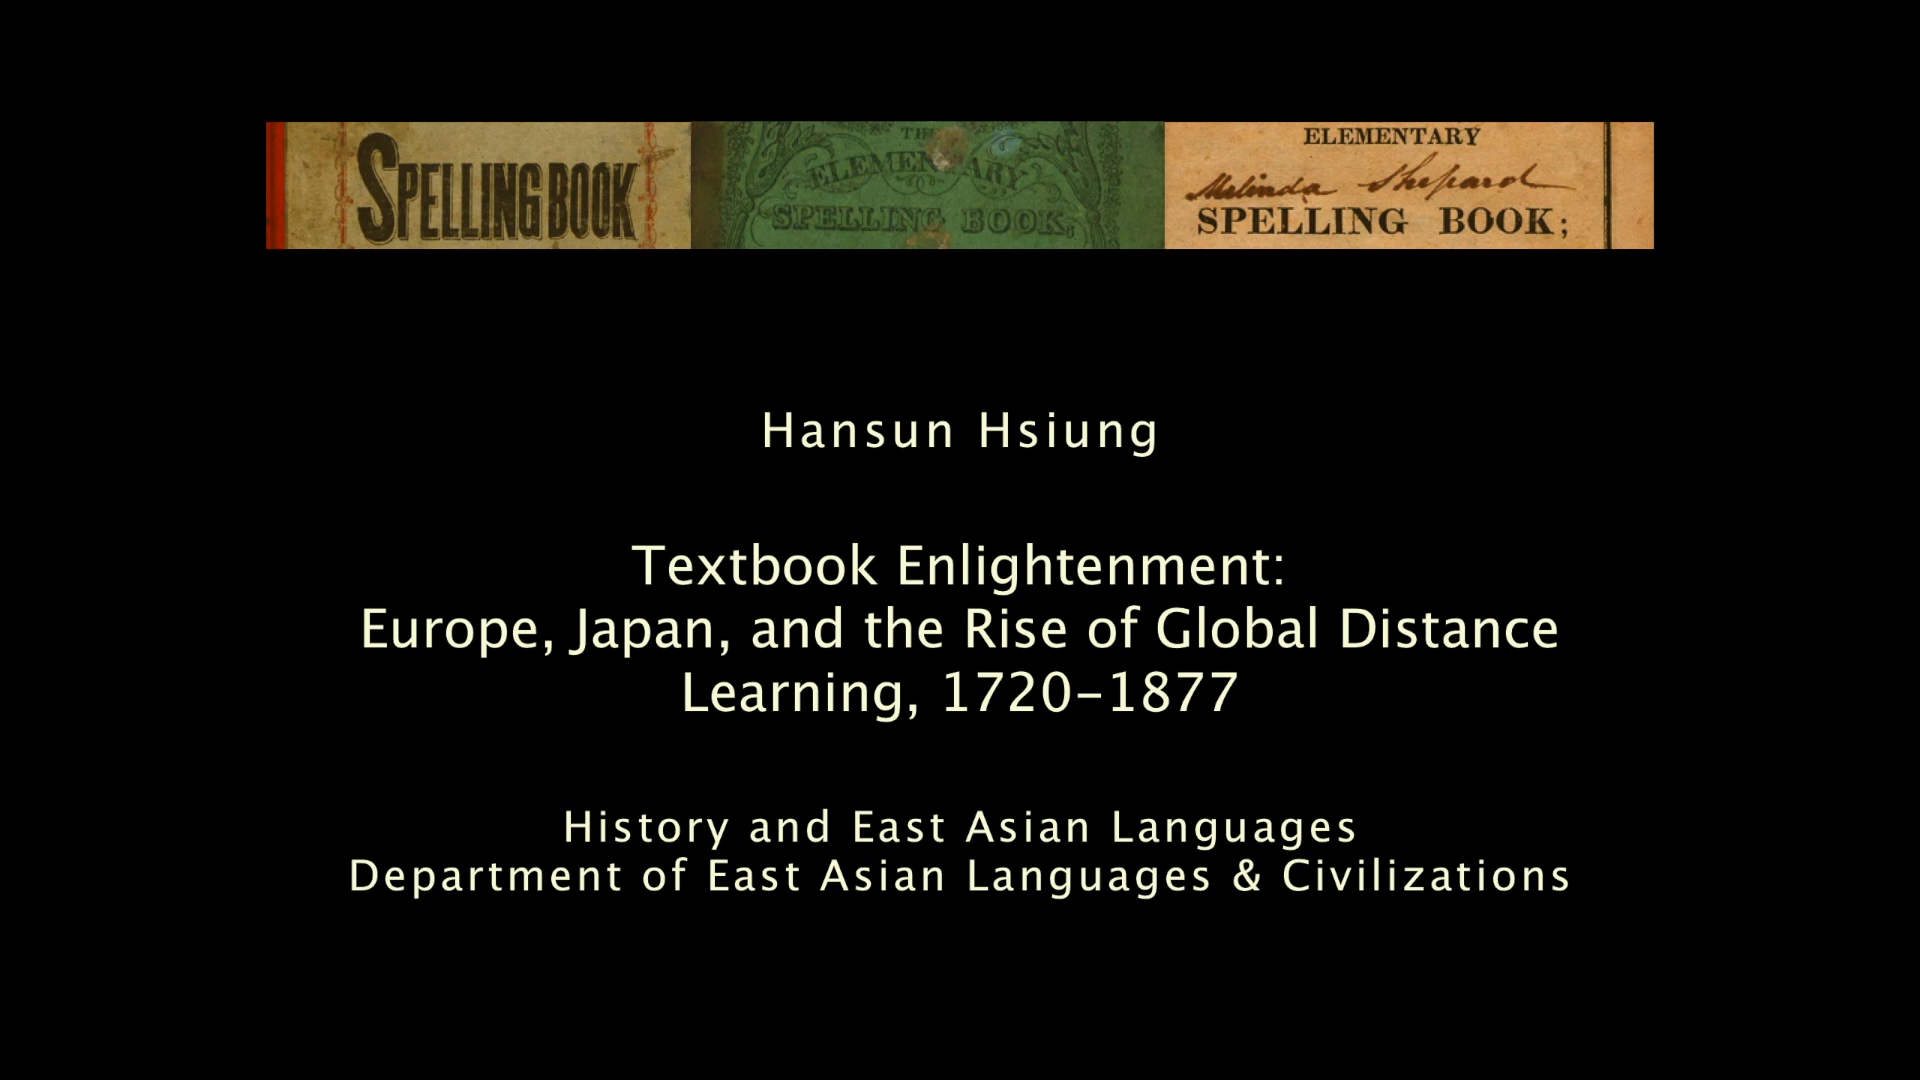 SPELLING BOOK
THE
ELEMENTARY
SPELLING BOOK;
ELEMENTARY
Melinda Shepard
SPELLING BOOK;
Hansun Hsiung
Textbook Enlightenment:
Europe, Japan, and the Rise of Global Distance
Learning, 1720–1877
History and East Asian Languages
Department of East Asian Languages & Civilizations